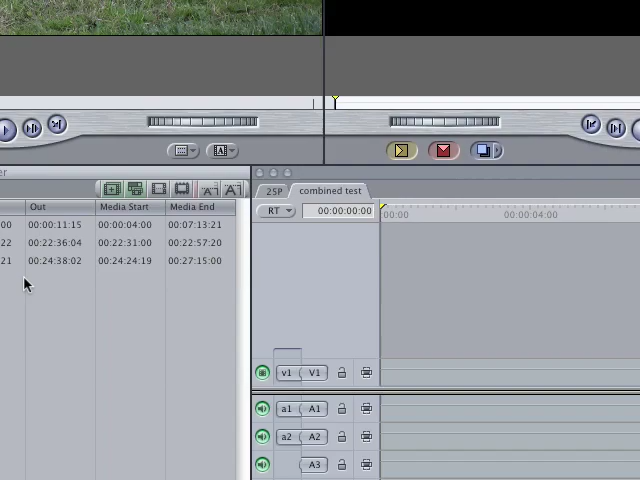 er
25P combined test
Out Media Start Media End
RT 00:00:00:00 :00:00 00:00:04:00
00 00:00:11:15 00:00:04:00 00:07:13:21
22 00:22:36:04 00:22:31:00 00:22:57:20
21 00:24:38:02 00:24:24:19 00:27:15:00
v1 V1
a1 A1
a2 A2
A3